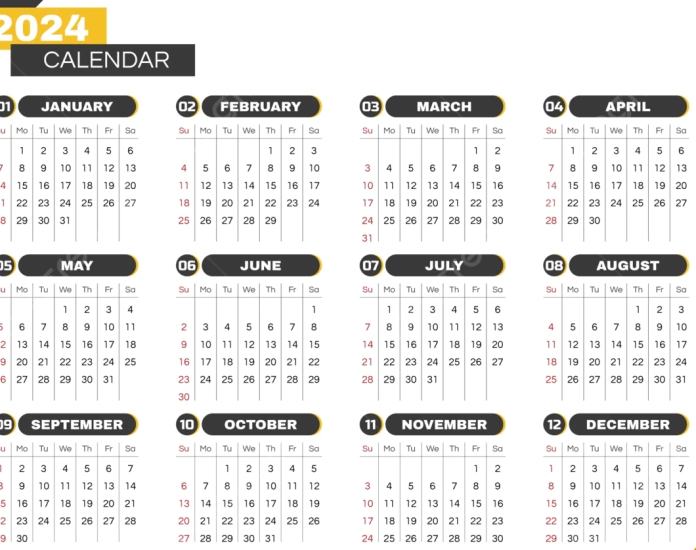 2024
CALENDAR
01 JANUARY
u Mo Tu We Th Fr Sa
1 2 3 4 5 6
7 8 9 10 11 12 13
4 15 16 17 18 19 20
1 22 23 24 25 26 27
8 29 30 31
02 FEBRUARY
Su Mo Tu We Th Fr Sa
1 2 3
4 5 6 7 8 9 10
11 12 13 14 15 16 17
18 19 20 21 22 23 24
25 26 27 28 29
03 MARCH
Su Mo Tu We Th Fr Sa
1 2
3 4 5 6 7 8 9
10 11 12 13 14 15 16
17 18 19 20 21 22 23
24 25 26 27 28 29 30
31
04 APRIL
Su Mo Tu We Th Fr Sa
1 2 3 4 5 6
7 8 9 10 11 12 13
14 15 16 17 18 19 20
21 22 23 24 25 26 27
28 29 30
05 MAY
u Mo Tu We Th Fr Sa
1 2 3 4
5 6 7 8 9 10 11
2 13 14 15 16 17 18
9 20 21 22 23 24 25
6 27 28 29 30 31
06 JUNE
Su Mo Tu We Th Fr Sa
1
2 3 4 5 6 7 8
9 10 11 12 13 14 15
16 17 18 19 20 21 22
23 24 25 26 27 28 29
30
07 JULY
Su Mo Tu We Th Fr Sa
1 2 3 4 5 6
7 8 9 10 11 12 13
14 15 16 17 18 19 20
21 22 23 24 25 26 27
28 29 30 31
08 AUGUST
Su Mo Tu We Th Fr Sa
1 2 3
4 5 6 7 8 9 10
11 12 13 14 15 16 17
18 19 20 21 22 23 24
25 26 27 28 29 30 31
09 SEPTEMBER
u Mo Tu We Th Fr Sa
1 2 3 4 5 6 7
8 9 10 11 12 13 14
5 16 17 18 19 20 21
2 23 24 25 26 27 28
9 30
10 OCTOBER
Su Mo Tu We Th Fr Sa
1 2 3 4 5
6 7 8 9 10 11 12
13 14 15 16 17 18 19
20 21 22 23 24 25 26
27 28 29 30 31
11 NOVEMBER
Su Mo Tu We Th Fr Sa
1 2
3 4 5 6 7 8 9
10 11 12 13 14 15 16
17 18 19 20 21 22 23
24 25 26 27 28 29 30
12 DECEMBER
Su Mo Tu We Th Fr Sa
1 2 3 4 5 6 7
8 9 10 11 12 13 14
15 16 17 18 19 20 21
22 23 24 25 26 27 28
29 30 31